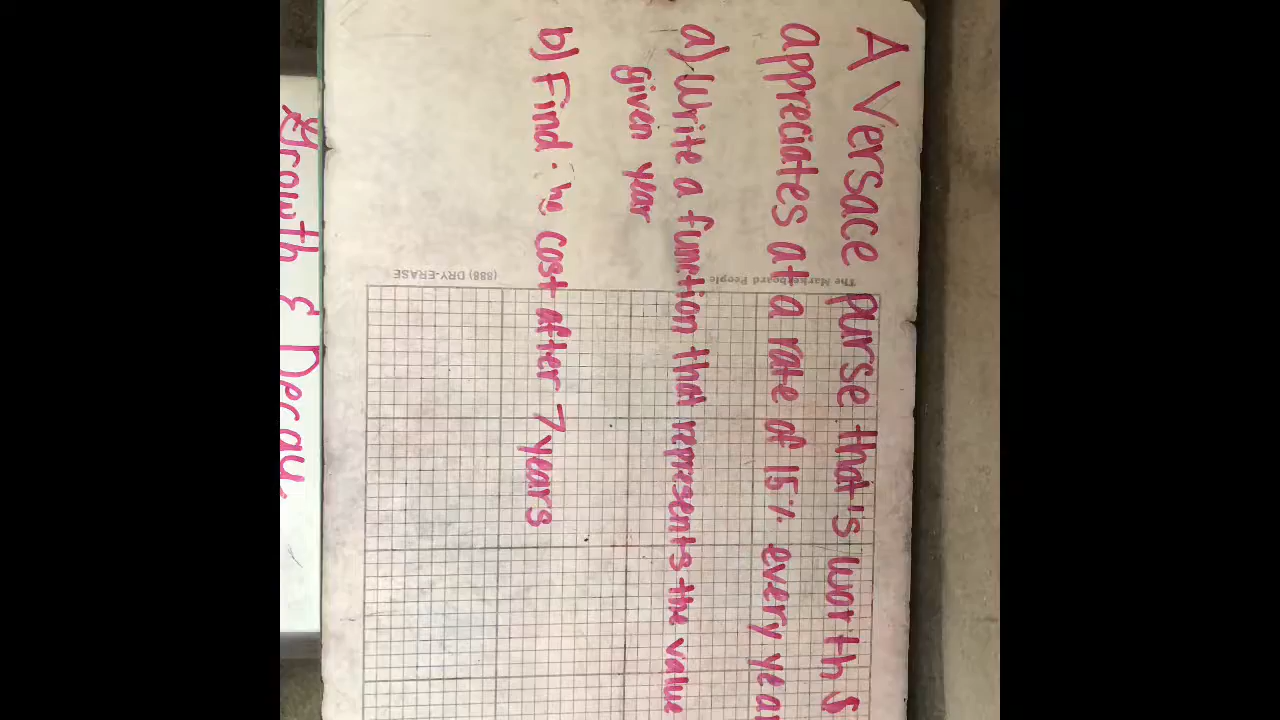 A Versace purse that's worth $
appreciates at a rate of 15% every year
a) Write a function that represents the value
given year
b) Find he cost after 7 years
The Markerboard People
(888) DRY-ERASE
Growth & Decay